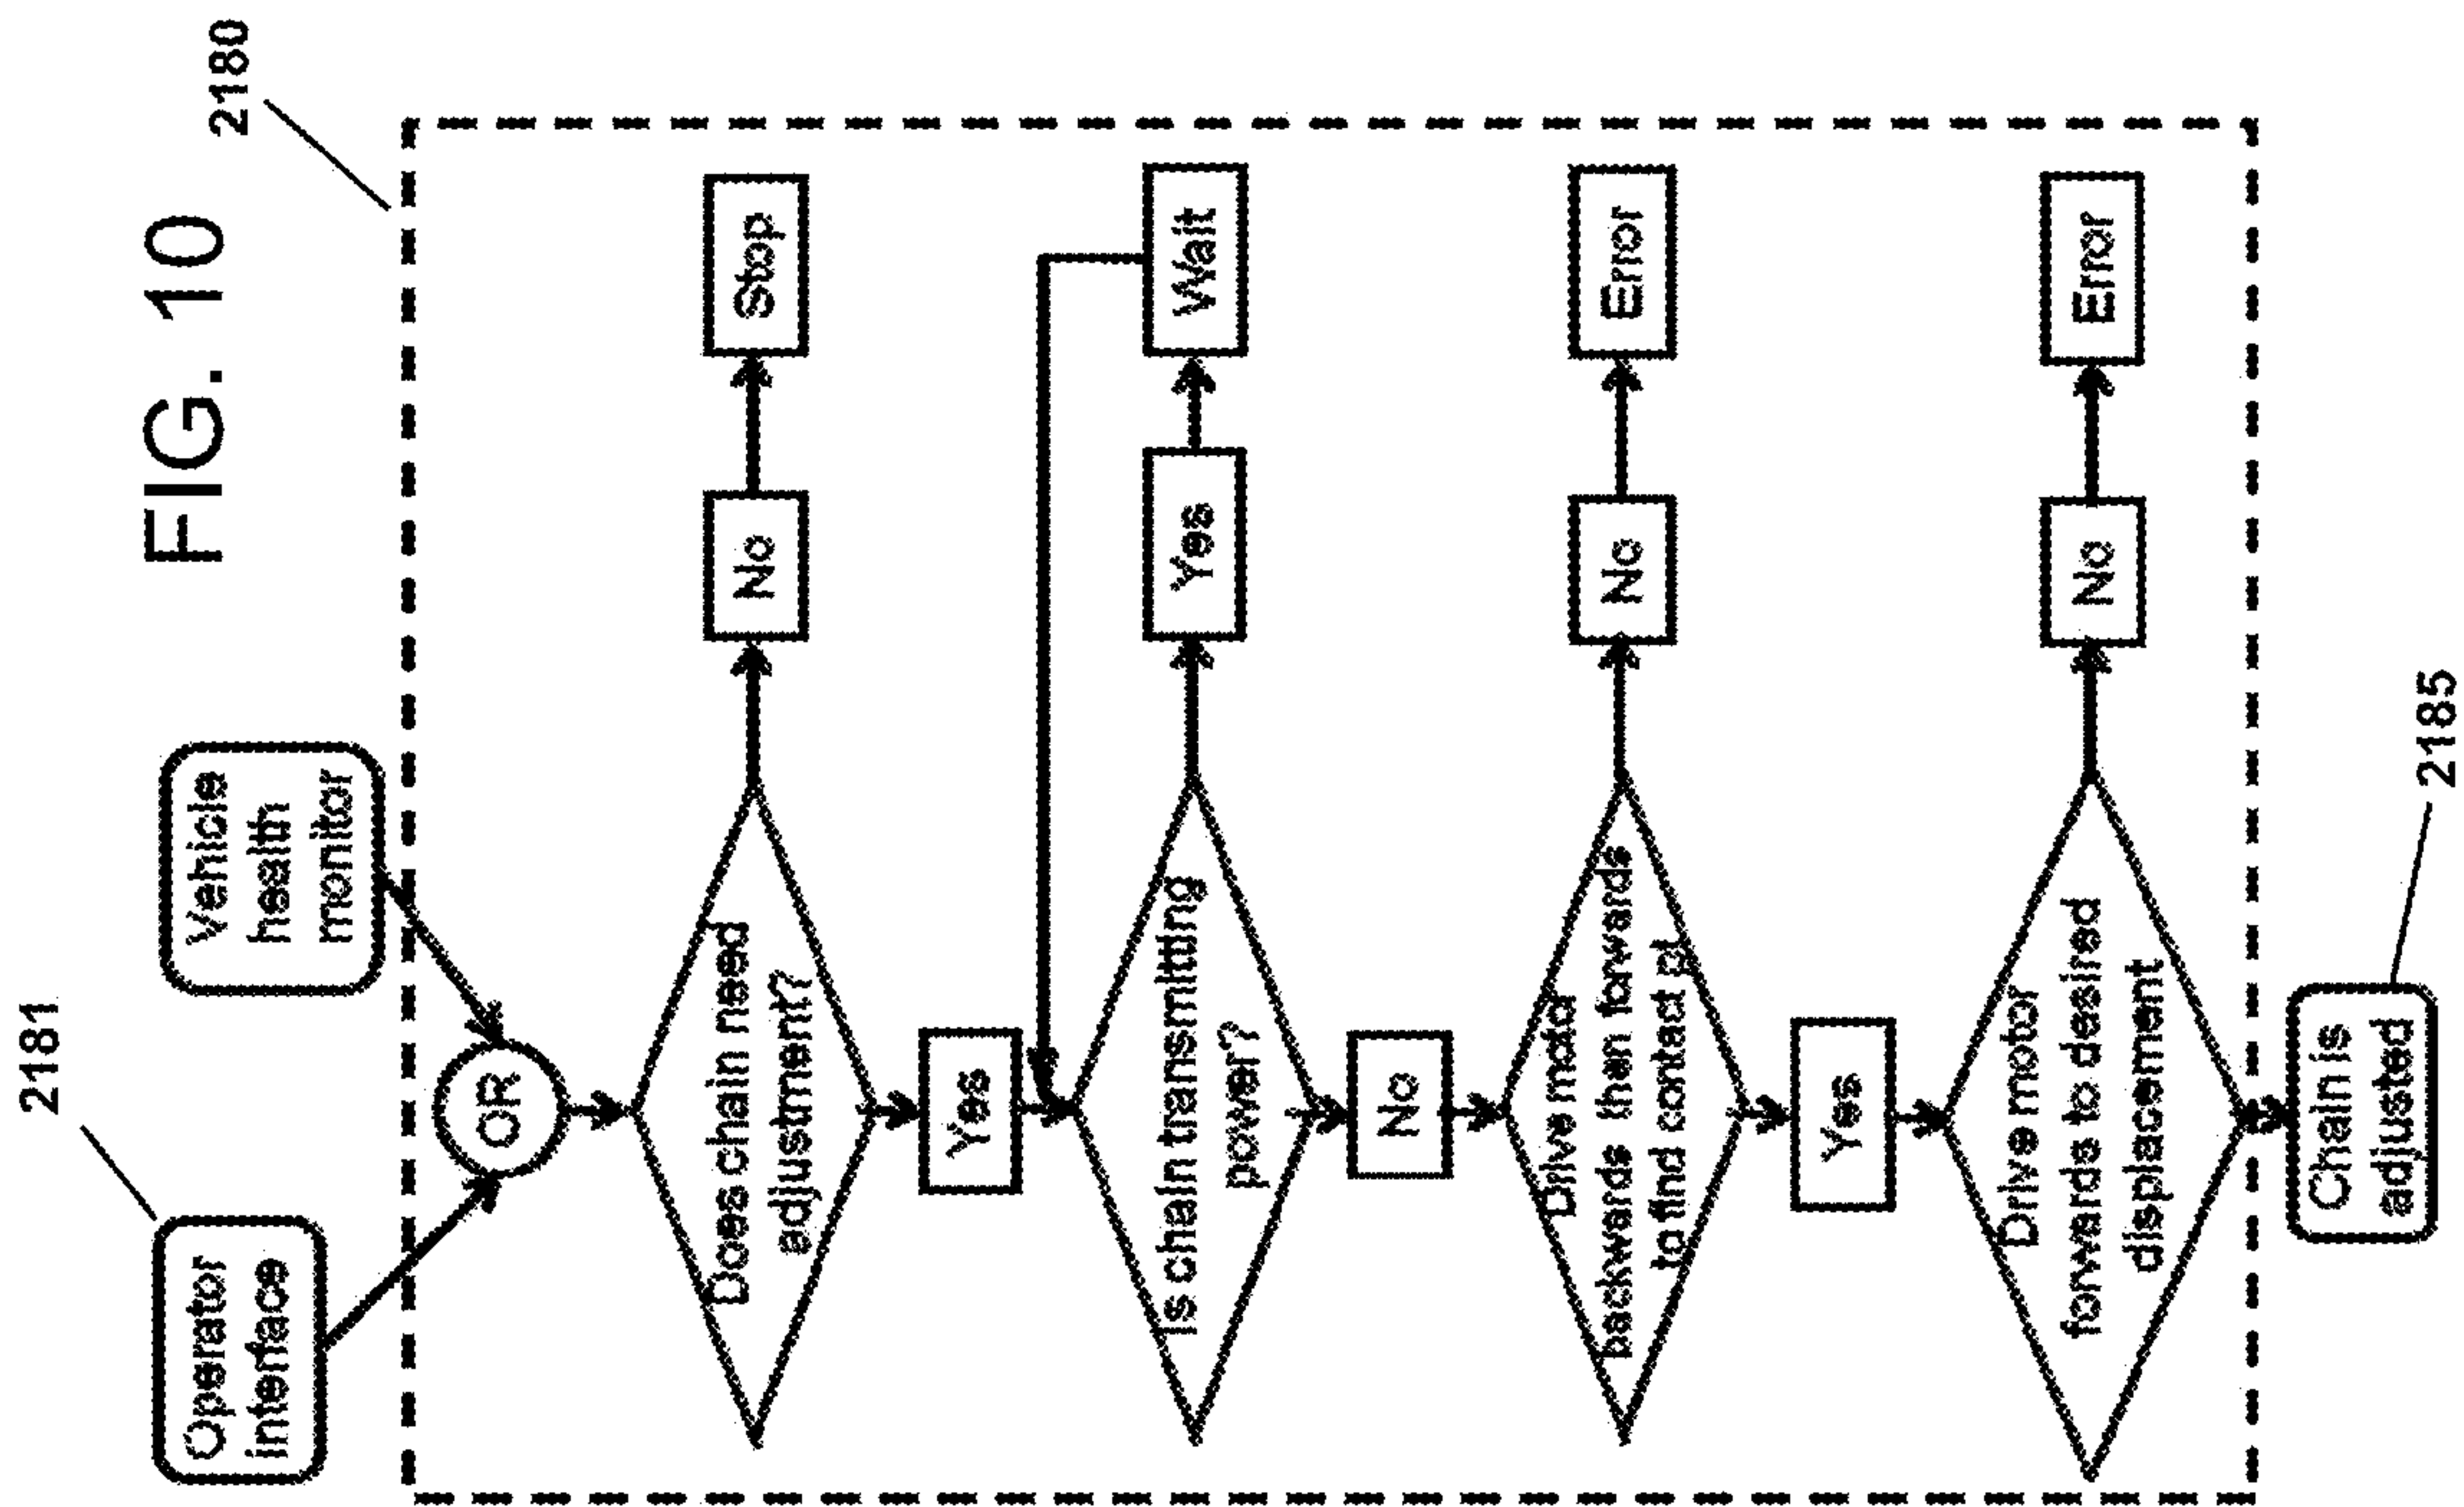 FIG. 10
2180
2181
Operator
interface
Vehicle
health
monitor
OR
Does chain need
adjustment?
No
Stop
Yes
Is chain transmitting
power?
Yes
Wait
No
Drive motor
backwards then forwards
to find contact pt
No
Error
Yes
Drive motor
forwards to desired
displacement
No
Error
Chain is
adjusted
2185